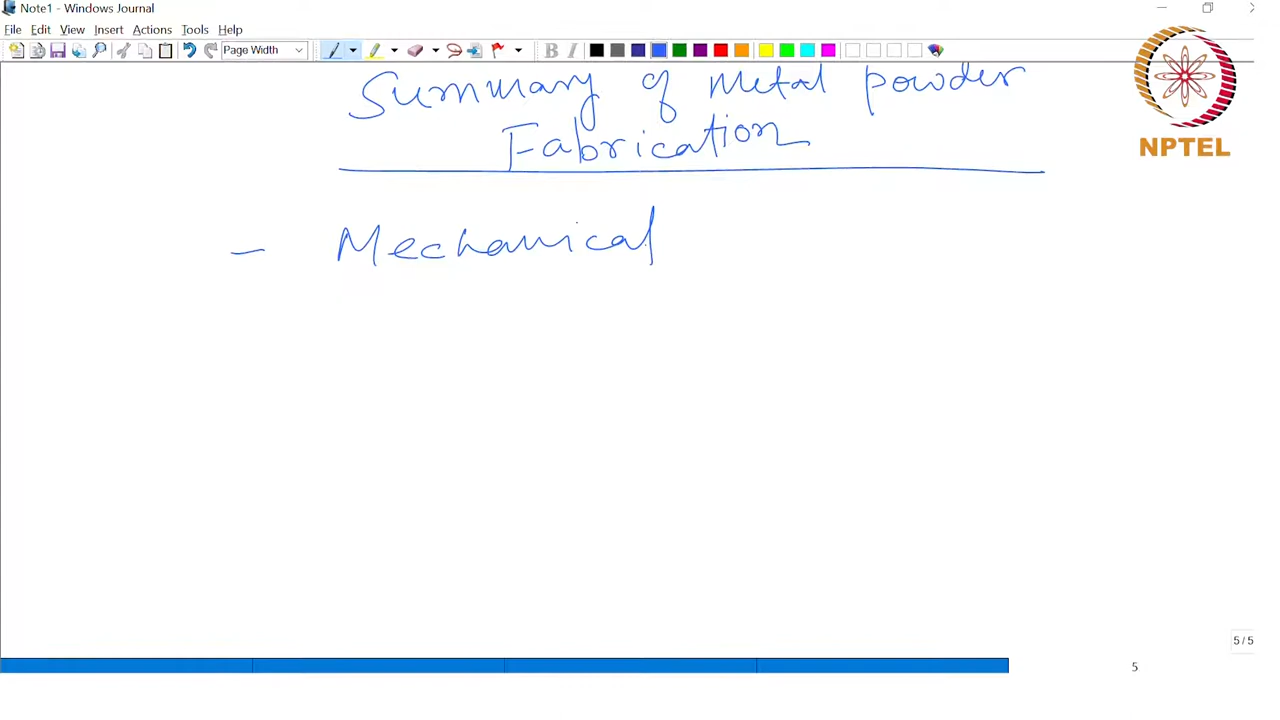 Note1 - Windows Journal
File Edit View Insert Actions Tools Help
Page Width
B I
Summary of Metal powder
Fabrication
NPTEL
- Mechanical
5 / 5
5